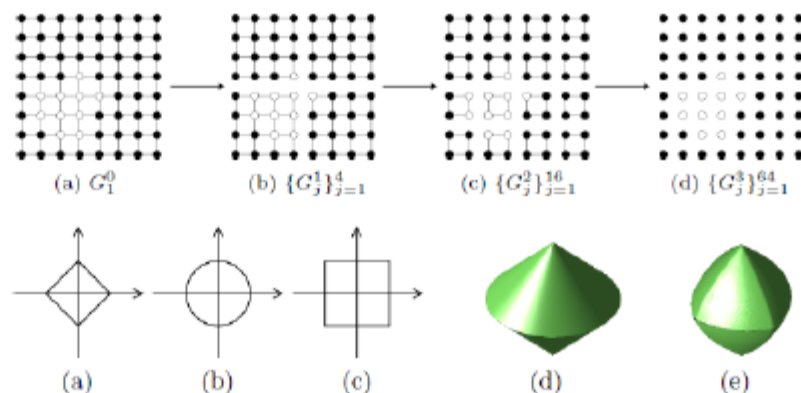 (a) $G_1^0$ (b) $\{G_j^1\}_{j=1}^4$ (c) $\{G_j^2\}_{j=1}^{16}$ (d) $\{G_j^3\}_{j=1}^{64}$
(a) (b) (c) (d) (e)